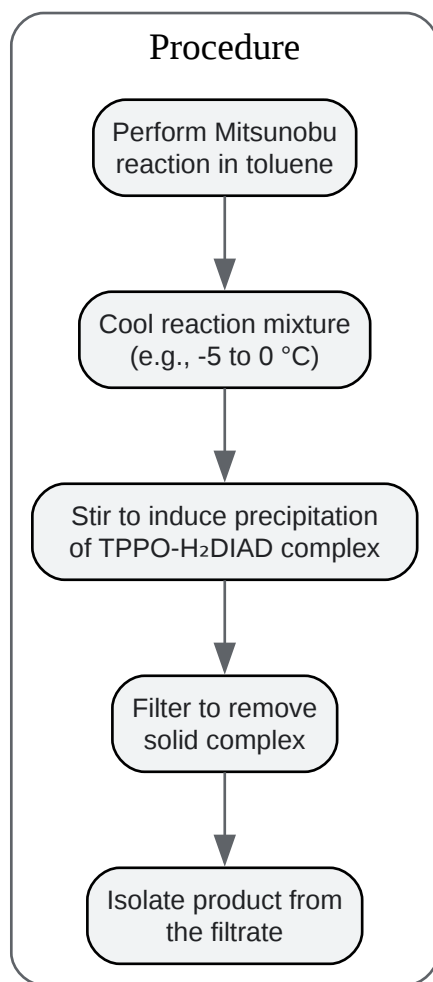 Procedure
Perform Mitsunobu
reaction in toluene
Cool reaction mixture
(e.g., -5 to 0 °C)
Stir to induce precipitation
of TPPO-H₂DIAD complex
Filter to remove
solid complex
Isolate product from
the filtrate